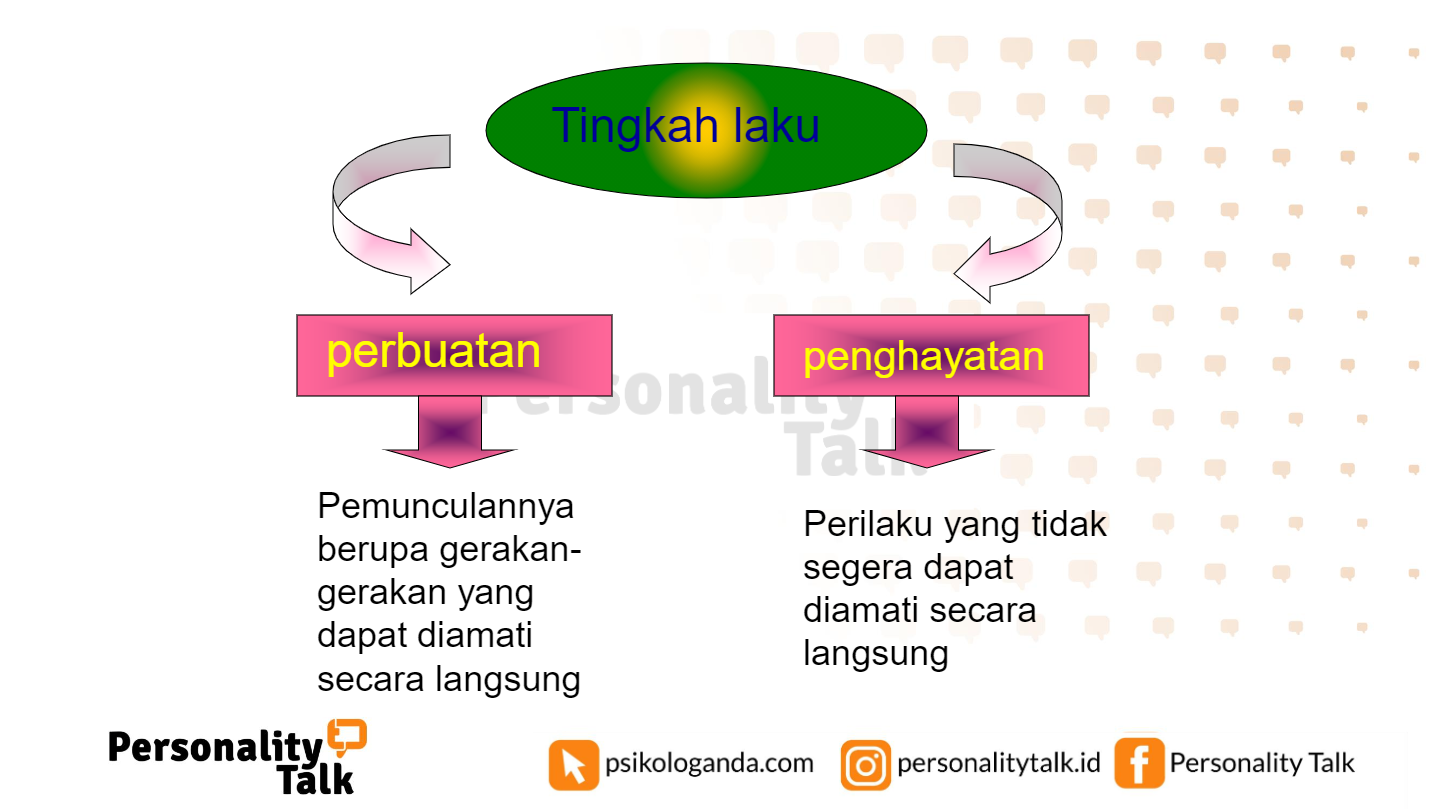 Tingkah laku
perbuatan
penghayatan
Personality
Talk
Pemunculannya
berupa gerakan-
gerakan yang
dapat diamati
secara langsung
Perilaku yang tidak
segera dapat
diamati secara
langsung
Personality
Talk
psikologanda.com
personalitytalk.id
Personality Talk